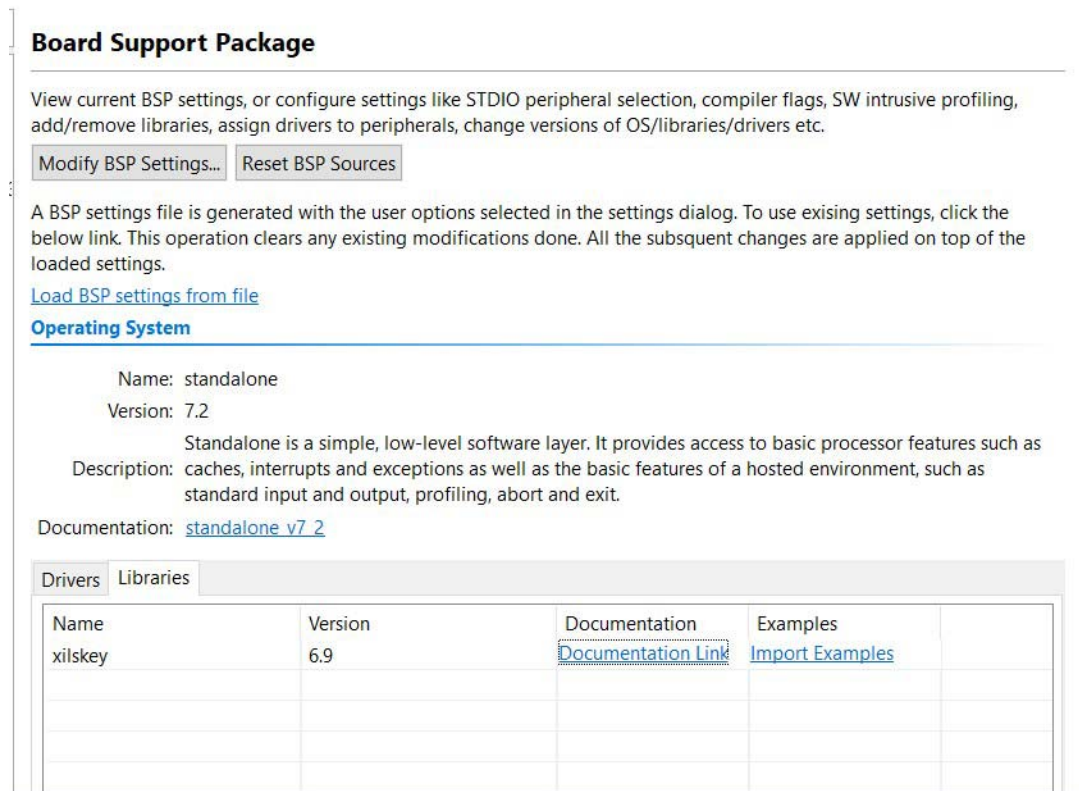 Board Support Package
View current BSP settings, or configure settings like STDIO peripheral selection, compiler flags, SW intrusive profiling,
add/remove libraries, assign drivers to peripherals, change versions of OS/libraries/drivers etc.
Modify BSP Settings... Reset BSP Sources
A BSP settings file is generated with the user options selected in the settings dialog. To use exising settings, click the
below link. This operation clears any existing modifications done. All the subsquent changes are applied on top of the
loaded settings.
Load BSP settings from file
Operating System
Name: standalone
Version: 7.2
Standalone is a simple, low-level software layer. It provides access to basic processor features such as
Description: caches, interrupts and exceptions as well as the basic features of a hosted environment, such as
standard input and output, profiling, abort and exit.
Documentation: standalone_v7_2
Drivers Libraries
Name Version Documentation Examples
xilskey 6.9 Documentation Link Import Examples